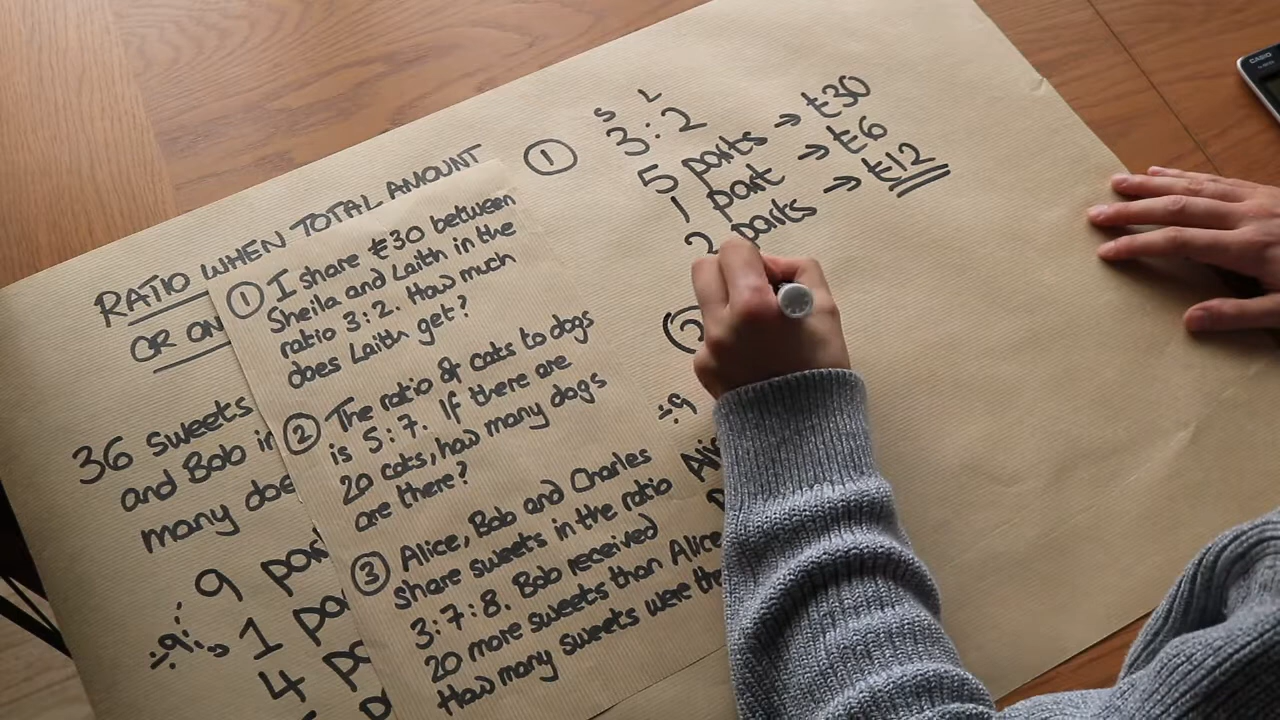 RATIO WHEN TOTAL AMOUNT
OR
36 sweets
and Bob in
many does
9
1
4
① I share £30 between
Sheila and Laith in the
ratio 3:2. How much
does Laith get?
② The ratio of cats to dogs
is 5:7. If there are
20 cats, how many dogs
are there?
③ Alice, Bob and Charles
share sweets in the ratio
3:7:8. Bob received
20 more sweets than Alice
How many sweets were
÷9
① S L
3:2
5 parts → £30
1 part → £6
2 parts → £12
②
÷9
CASIO